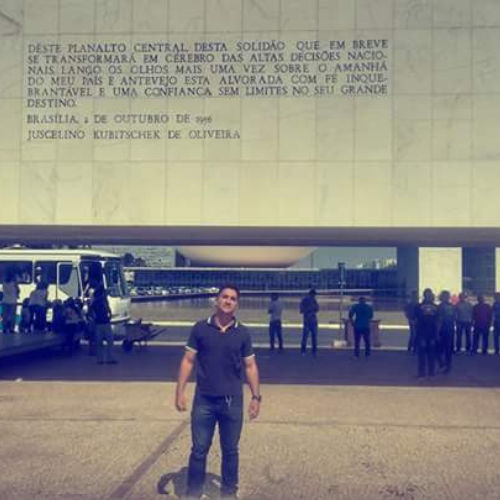 DESTE PLANALTO CENTRAL, DESTA SOLIDÃO QUE EM BREVE
SE TRANSFORMARÁ EM CÉREBRO DAS ALTAS DECISÕES NACIO-
NAIS, LANÇO OS OLHOS MAIS UMA VEZ SOBRE O AMANHÃ
DO MEU PAÍS E ANTEVEJO ESTA ALVORADA COM FÉ INQUE-
BRANTÁVEL E UMA CONFIANÇA SEM LIMITES NO SEU GRANDE
DESTINO.
BRASÍLIA, 2 DE OUTUBRO DE 1956
JUSCELINO KUBITSCHEK DE OLIVEIRA